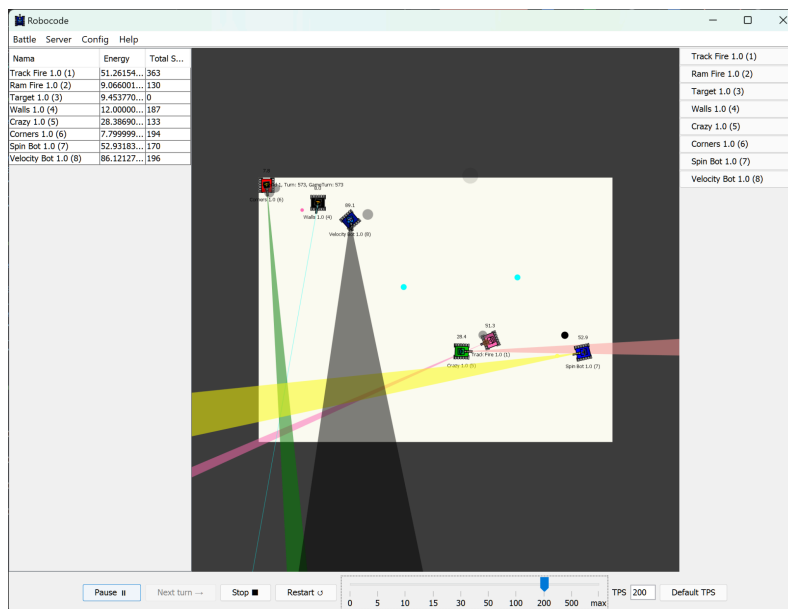 Robocode
Battle Server Config Help
Name Energy Total S...
Track Fire 1.0 (1) 51.26154... 363
Ram Fire 1.0 (2) 9.066001... 130
Target 1.0 (3) 9.453770... 0
Walls 1.0 (4) 12.00000... 187
Crazy 1.0 (5) 28.38690... 133
Corners 1.0 (6) 7.799999... 194
Spin Bot 1.0 (7) 52.93183... 170
Velocity Bot 1.0 (8) 86.12127... 196
Track Fire 1.0 (1)
Ram Fire 1.0 (2)
Target 1.0 (3)
Walls 1.0 (4)
Crazy 1.0 (5)
Corners 1.0 (6)
Spin Bot 1.0 (7)
Velocity Bot 1.0 (8)
Turn: 573, GameTurn: 573
Corners 1.0 (6)
Walls 1.0 (4)
89.1
Velocity Bot 1.0 (8)
51.3
Track Fire 1.0 (1)
28.4
Crazy 1.0 (5)
52.9
Spin Bot 1.0 (7)
Pause Next turn → Stop Restart
0 5 10 15 30 50 100 200 500 max
TPS 200 Default TPS